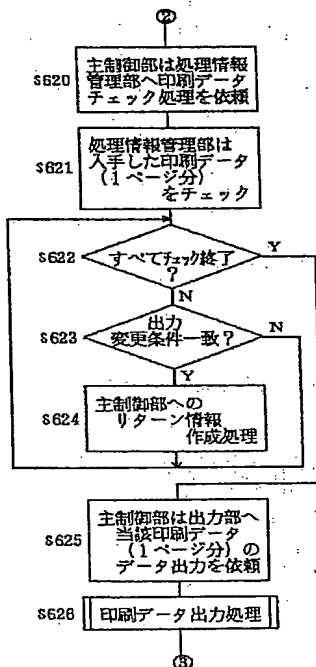 ②
S620
主制御部は処理情報
管理部へ印刷データ
チェック処理を依頼
S621
処理情報管理部は
入手した印刷データ
(1ページ分)
をチェック
S622
すべてチェック終了
?
Y
N
S623
出力
変更条件一致?
N
Y
S624
主制御部への
リターン情報
作成処理
S625
主制御部は出力部へ
当該印刷データ
(1ページ分)の
データ出力を依頼
S626
印刷データ出力処理
③